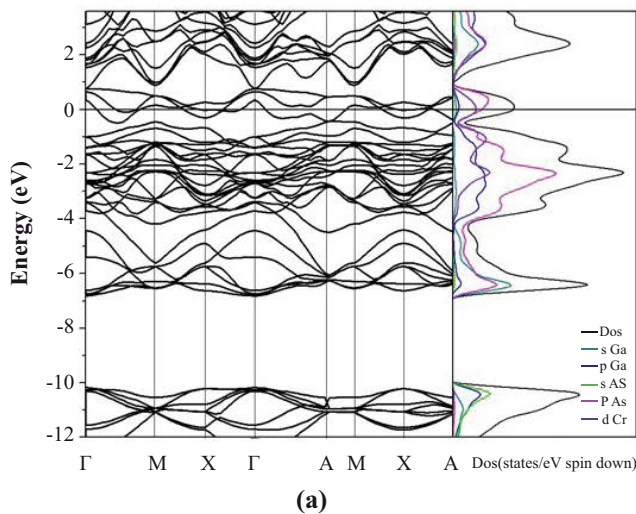 2
0
-2
-4
-6
-8
-10
-12
Energy (eV)
Γ M X Γ A M X A
Dos(states/eV spin down)
Dos
s Ga
p Ga
s AS
P As
d Cr
(a)